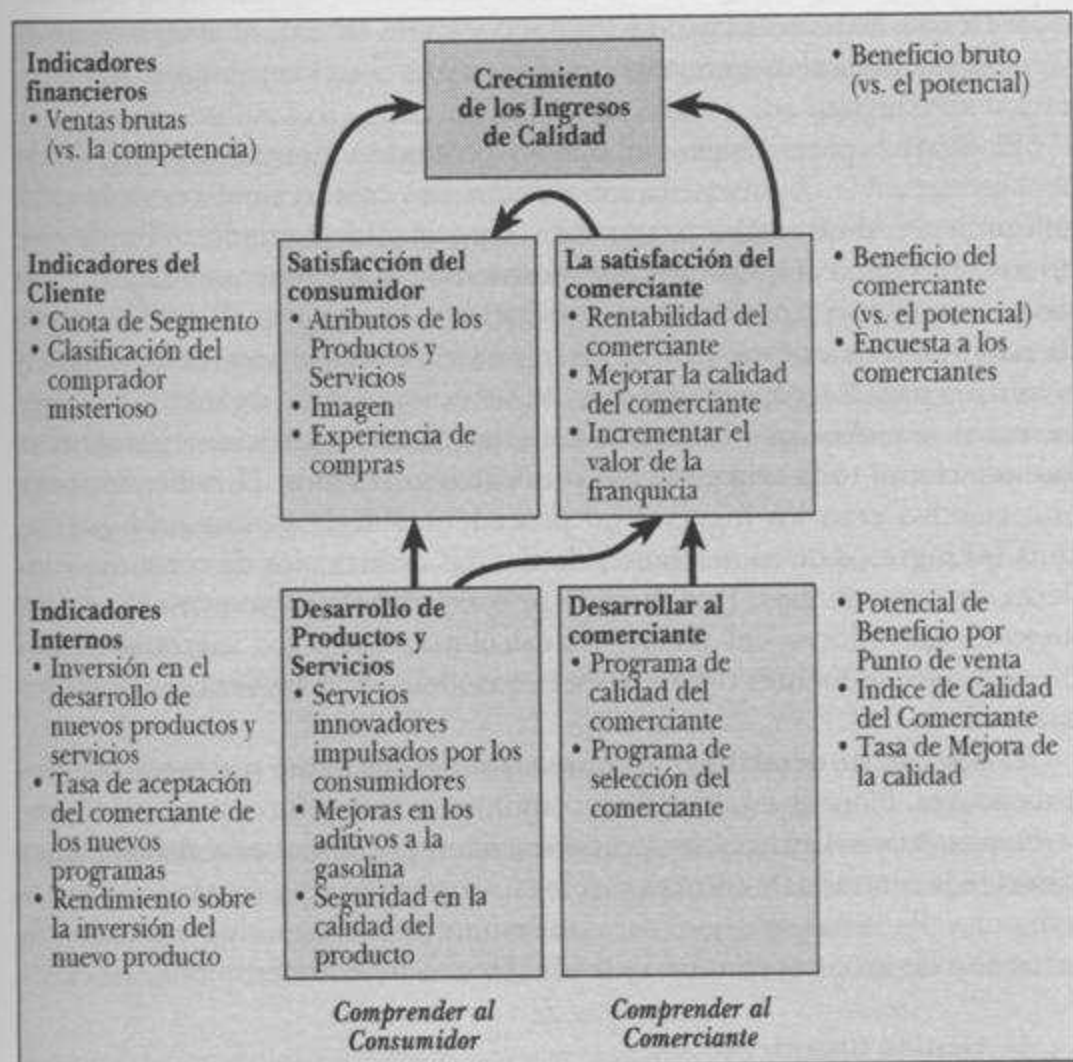 Indicadores
financieros
• Ventas brutas
(vs. la competencia)
Crecimiento
de los Ingresos
de Calidad
• Beneficio bruto
(vs. el potencial)
Indicadores del
Cliente
• Cuota de Segmento
• Clasificación del
comprador
misterioso
Satisfacción del
consumidor
• Atributos de los
Productos y
Servicios
• Imagen
• Experiencia de
compras
La satisfacción del
comerciante
• Rentabilidad del
comerciante
• Mejorar la calidad
del comerciante
• Incrementar el
valor de la
franquicia
• Beneficio del
comerciante
(vs. el potencial)
• Encuesta a los
comerciantes
Indicadores
Internos
• Inversión en el
desarrollo de
nuevos productos y
servicios
• Tasa de aceptación
del comerciante de
los nuevos
programas
• Rendimiento sobre
la inversión del
nuevo producto
Desarrollo de
Productos y
Servicios
• Servicios
innovadores
impulsados por los
consumidores
• Mejoras en los
aditivos a la
gasolina
• Seguridad en la
calidad del
producto
Desarrollar al
comerciante
• Programa de
calidad del
comerciante
• Programa de
selección del
comerciante
• Potencial de
Beneficio por
Punto de venta
• Indice de Calidad
del Comerciante
• Tasa de Mejora de
la calidad
Comprender al
Consumidor
Comprender al
Comerciante